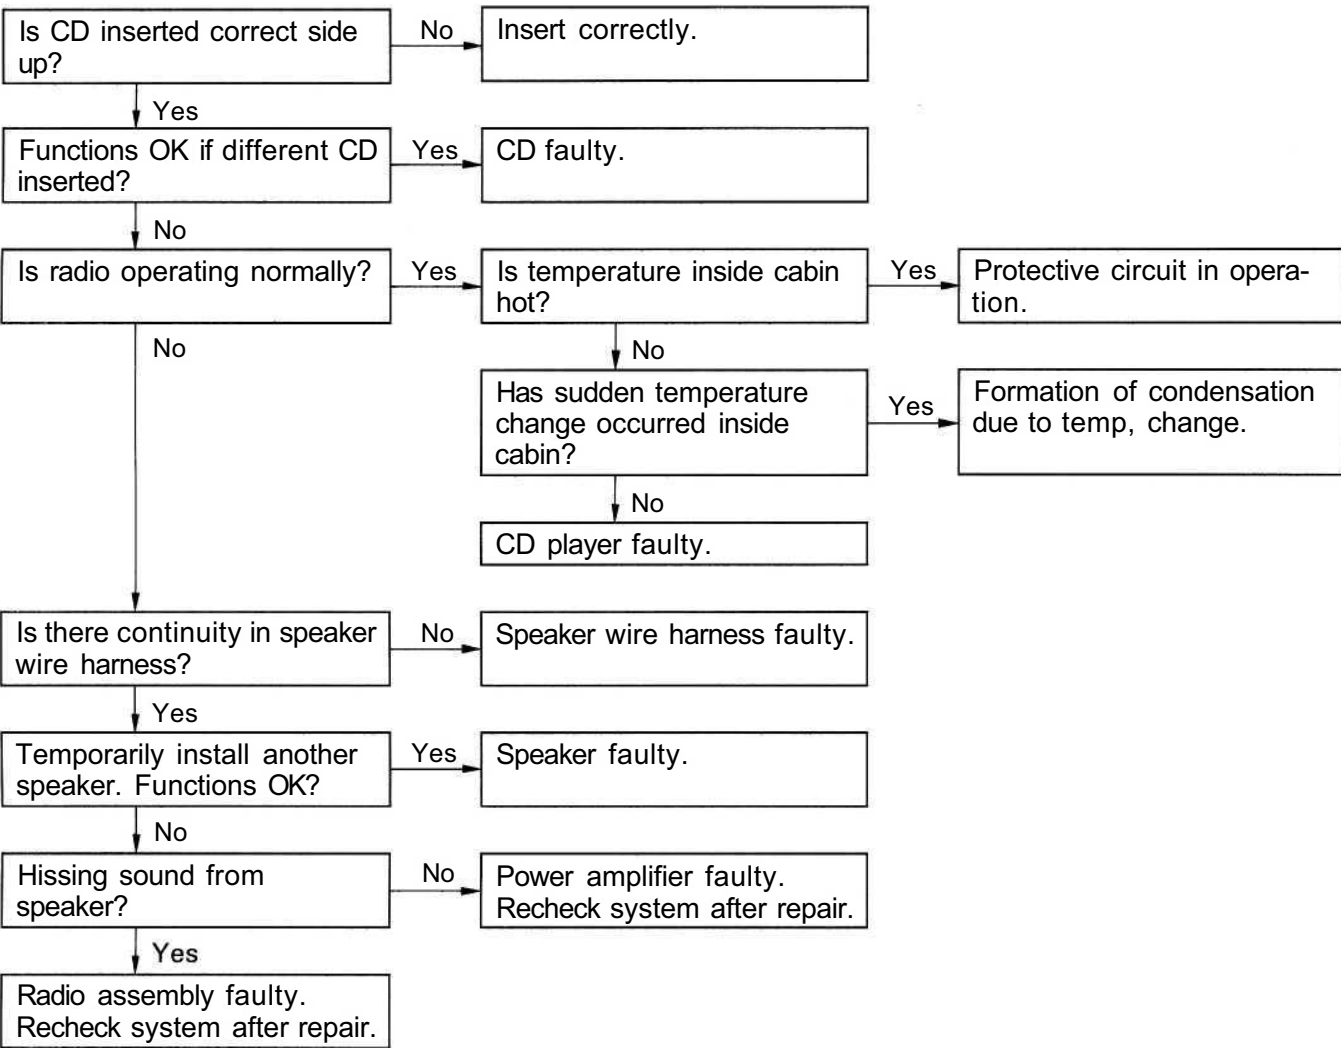 Is CD inserted correct side
up?
No
Insert correctly.
Yes
Functions OK if different CD
inserted?
Yes
CD faulty.
No
Is radio operating normally?
Yes
Is temperature inside cabin
hot?
Yes
Protective circuit in opera-
tion.
No
No
Has sudden temperature
change occurred inside
cabin?
Yes
Formation of condensation
due to temp, change.
No
CD player faulty.
Is there continuity in speaker
wire harness?
No
Speaker wire harness faulty.
Yes
Temporarily install another
speaker. Functions OK?
Yes
Speaker faulty.
No
Hissing sound from
speaker?
No
Power amplifier faulty.
Recheck system after repair.
Yes
Radio assembly faulty.
Recheck system after repair.